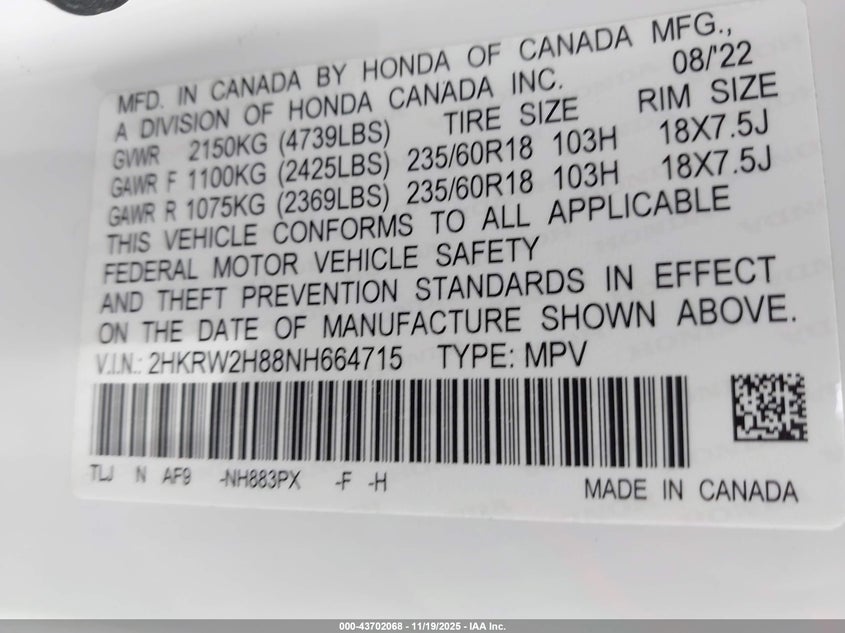 MFD. IN CANADA BY HONDA OF CANADA MFG.,
A DIVISION OF HONDA CANADA INC. 08/'22
GVWR 2150KG (4739LBS) TIRE SIZE RIM SIZE
GAWR F 1100KG (2425LBS) 235/60R18 103H 18X7.5J
GAWR R 1075KG (2369LBS) 235/60R18 103H 18X7.5J
THIS VEHICLE CONFORMS TO ALL APPLICABLE
FEDERAL MOTOR VEHICLE SAFETY
AND THEFT PREVENTION STANDARDS IN EFFECT
ON THE DATE OF MANUFACTURE SHOWN ABOVE.
V.I.N.: 2HKRW2H88NH664715 TYPE: MPV
TLJ N AF9 -NH883PX -F -H
MADE IN CANADA
000-43702068 - 11/19/2025 - IAA Inc.